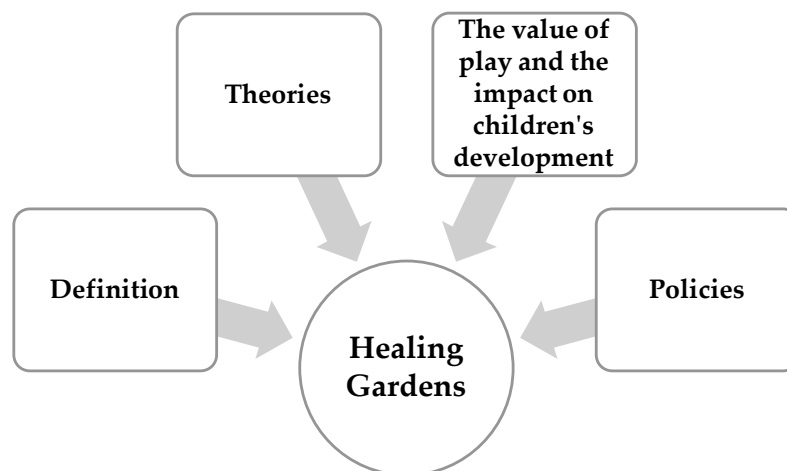 Theories
The value of
play and the
impact on
children's
development
Definition
Policies
Healing
Gardens